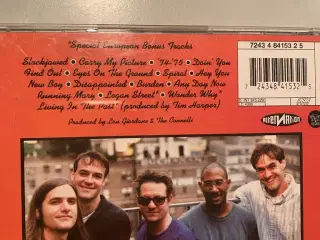 *Special European Bonus Tracks
Slackjawed • Carry My Picture • '74-'75 • Doin' You
Find Out • Eyes On The Ground • Spiral • Hey You
New Boy • Disappointed • Burden • Any Day Now
Running Mary • Logan Street* • Wonder Why*
Living In The Past* (produced by Tim Harper)
Produced by Lou Giordano & The Connells
7243 4 84153 2 5
7 24348 41532 5
INTERCORD